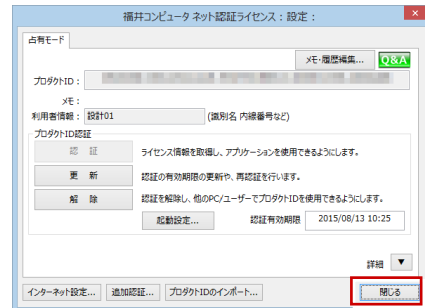 福井コンピュータ ネット認証ライセンス：設定：
占有モード
メモ・履歴編集... Q&A
プロダクトID：
メモ：
利用者情報： 設計01 (識別名 内線番号など)
プロダクトID認証
認 証 ライセンス情報を取得し、アプリケーションを使用できるようにします。
更 新 認証の有効期限の更新や、再認証を行います。
解 除 認証を解除し、他のPC/ユーザーでプロダクトIDを使用できるようにします。
起動設定... 認証有効期限 2015/08/13 10:25
詳細 ▼
インターネット設定... 追加認証... プロダクトIDのインポート... 閉じる